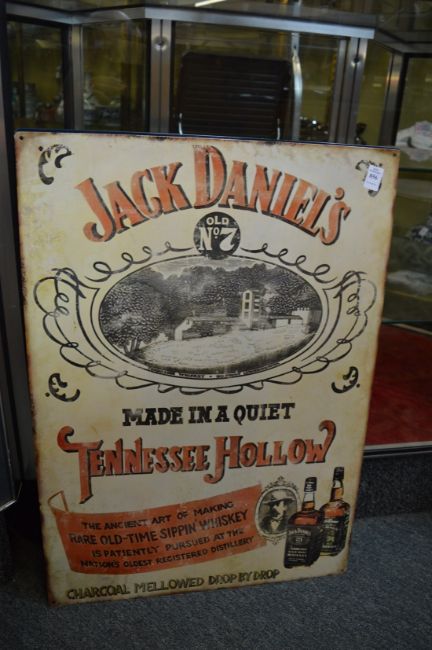 JACK DANIEL'S
OLD
No7
MADE IN A QUIET
TENNESSEE HOLLOW
THE ANCIENT ART OF MAKING
RARE OLD-TIME SIPPIN' WHISKEY
IS PATIENTLY PURSUED AT THE
NATION'S OLDEST REGISTERED DISTILLERY
CHARCOAL MELLOWED DROP BY DROP